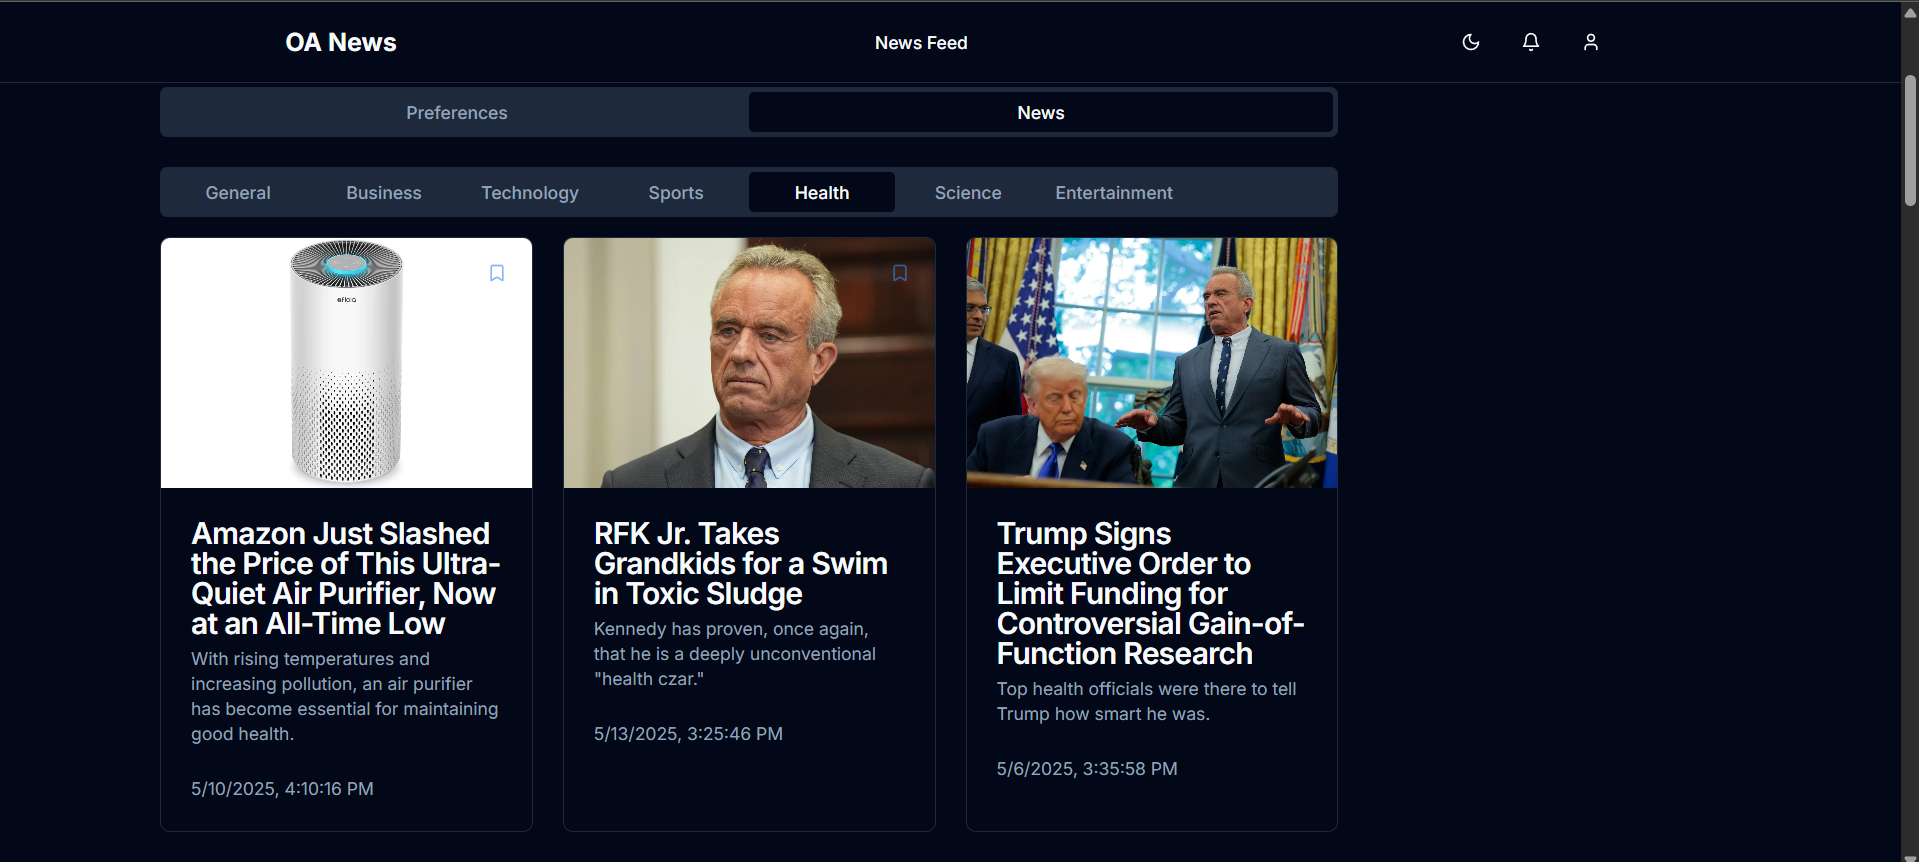 OA News
News Feed
Preferences
News
General
Business
Technology
Sports
Health
Science
Entertainment
Amazon Just Slashed
the Price of This Ultra-
Quiet Air Purifier, Now
at an All-Time Low
With rising temperatures and
increasing pollution, an air purifier
has become essential for maintaining
good health.
5/10/2025, 4:10:16 PM
RFK Jr. Takes
Grandkids for a Swim
in Toxic Sludge
Kennedy has proven, once again,
that he is a deeply unconventional
"health czar."
5/13/2025, 3:25:46 PM
Trump Signs
Executive Order to
Limit Funding for
Controversial Gain-of-
Function Research
Top health officials were there to tell
Trump how smart he was.
5/6/2025, 3:35:58 PM